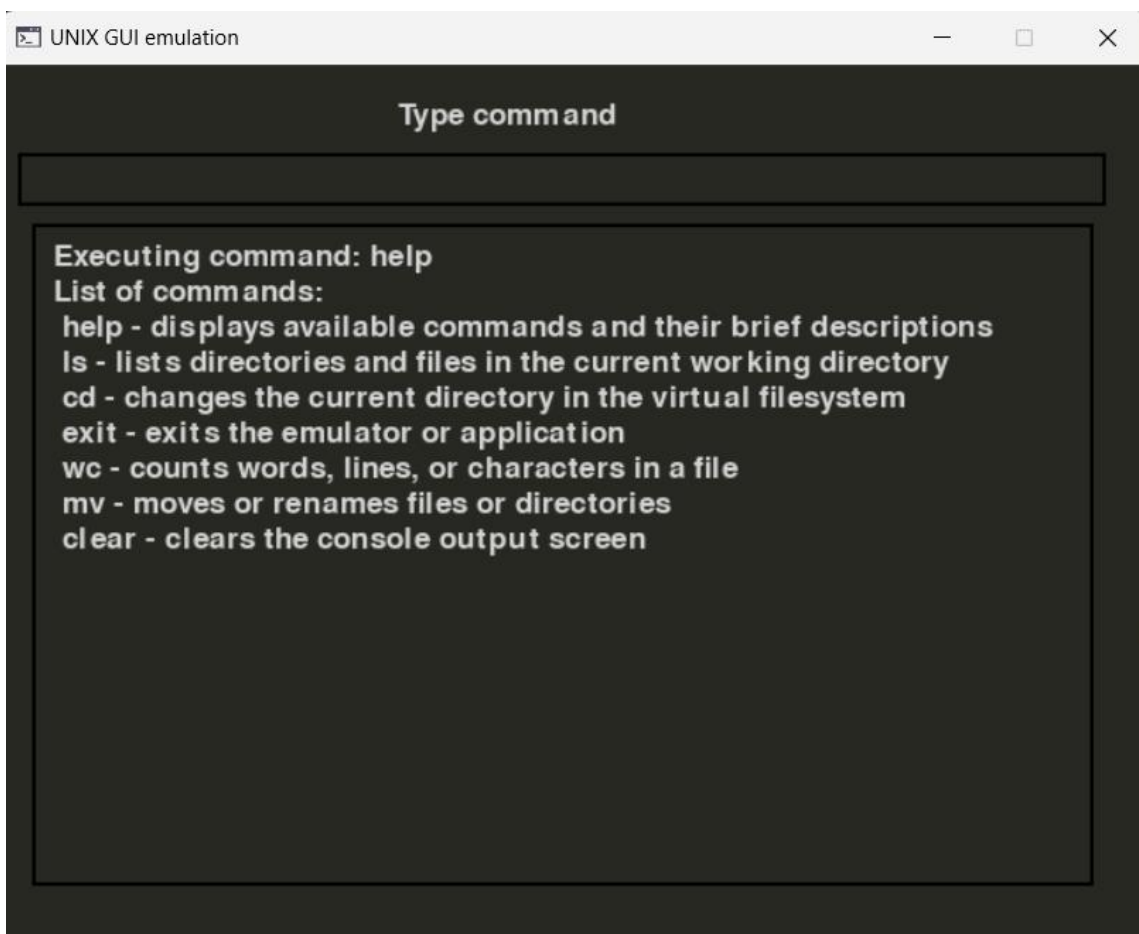 UNIX GUI emulation
Type command
Executing command: help
List of commands:
help - displays available commands and their brief descriptions
ls - lists directories and files in the current working directory
cd - changes the current directory in the virtual filesystem
exit - exits the emulator or application
wc - counts words, lines, or characters in a file
mv - moves or renames files or directories
clear - clears the console output screen